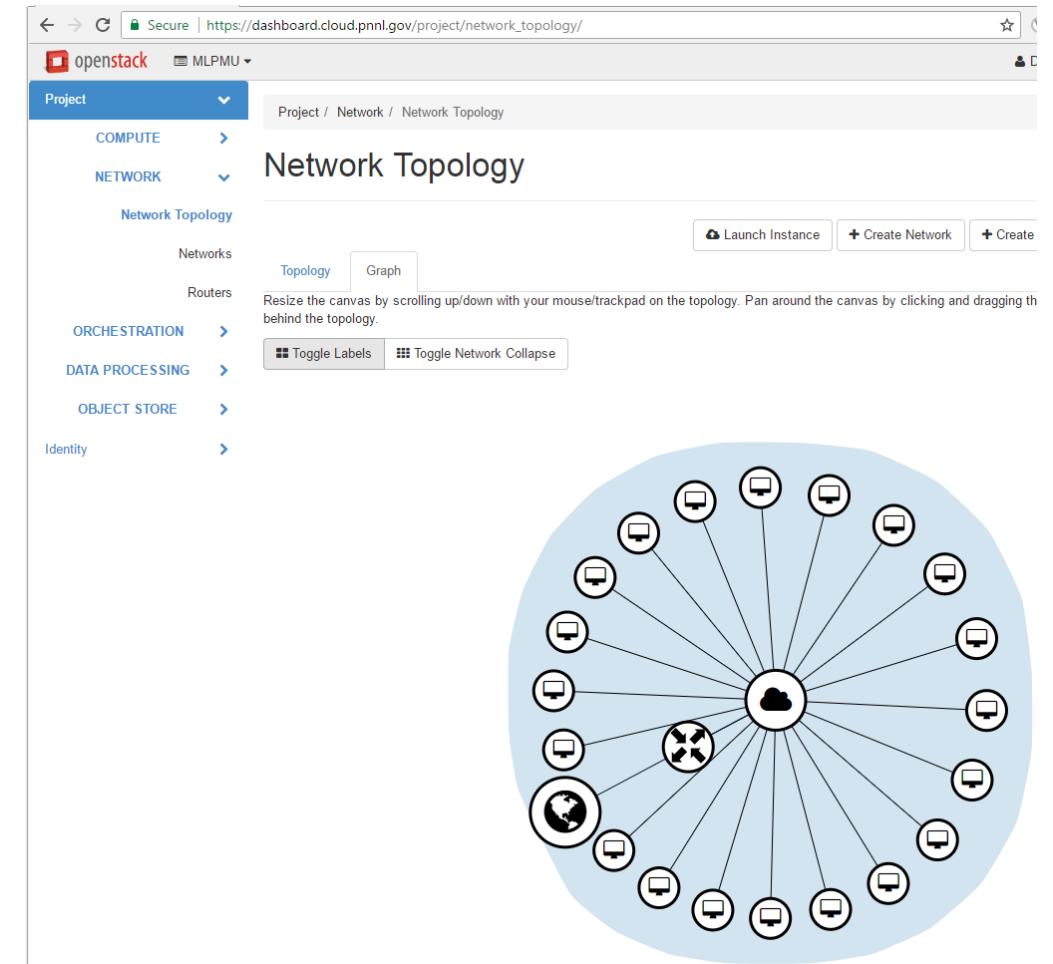 Secure | https://dashboard.cloud.pnnl.gov/project/network_topology/
openstack MLPMU
Project
COMPUTE
NETWORK
Network Topology
Networks
Routers
ORCHESTRATION
DATA PROCESSING
OBJECT STORE
Identity
Project / Network / Network Topology
Network Topology
Launch Instance + Create Network + Create
Topology Graph
Resize the canvas by scrolling up/down with your mouse/trackpad on the topology. Pan around the canvas by clicking and dragging th
behind the topology.
Toggle Labels Toggle Network Collapse